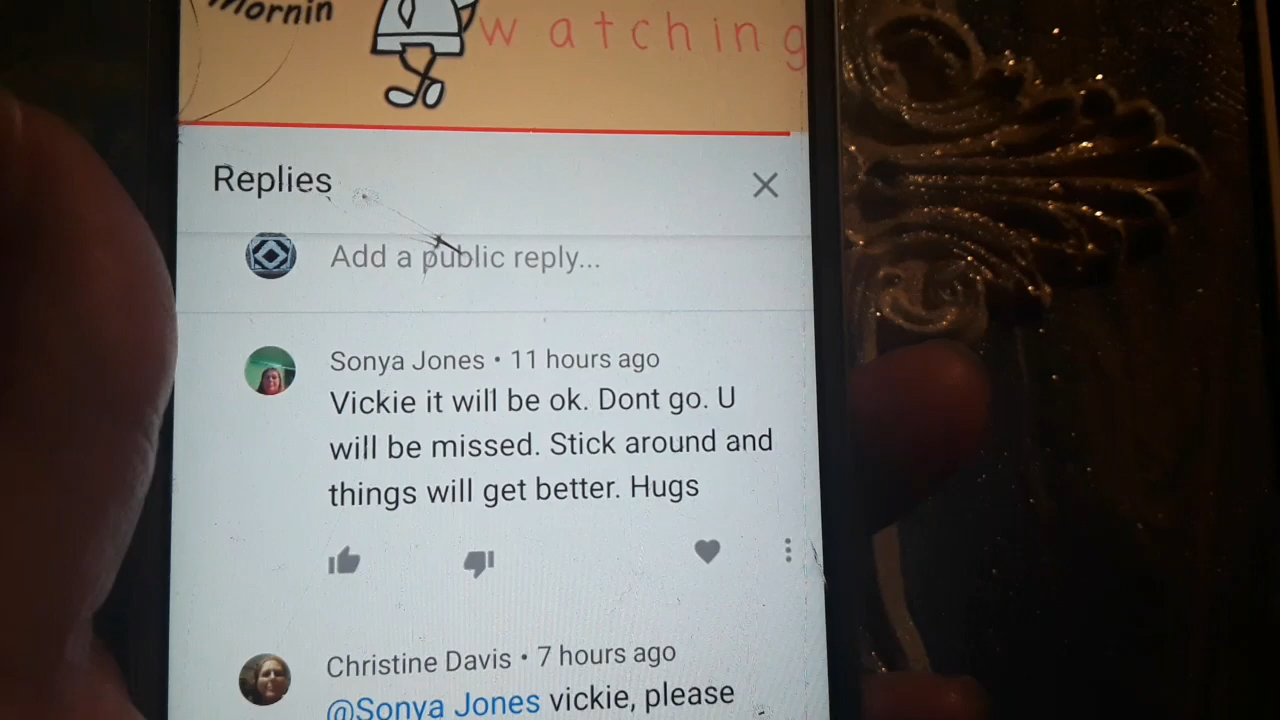 Mornin
watching
Replies
Add a public reply...
Sonya Jones • 11 hours ago
Vickie it will be ok. Dont go. U
will be missed. Stick around and
things will get better. Hugs
Christine Davis • 7 hours ago
@Sonya Jones vickie, please